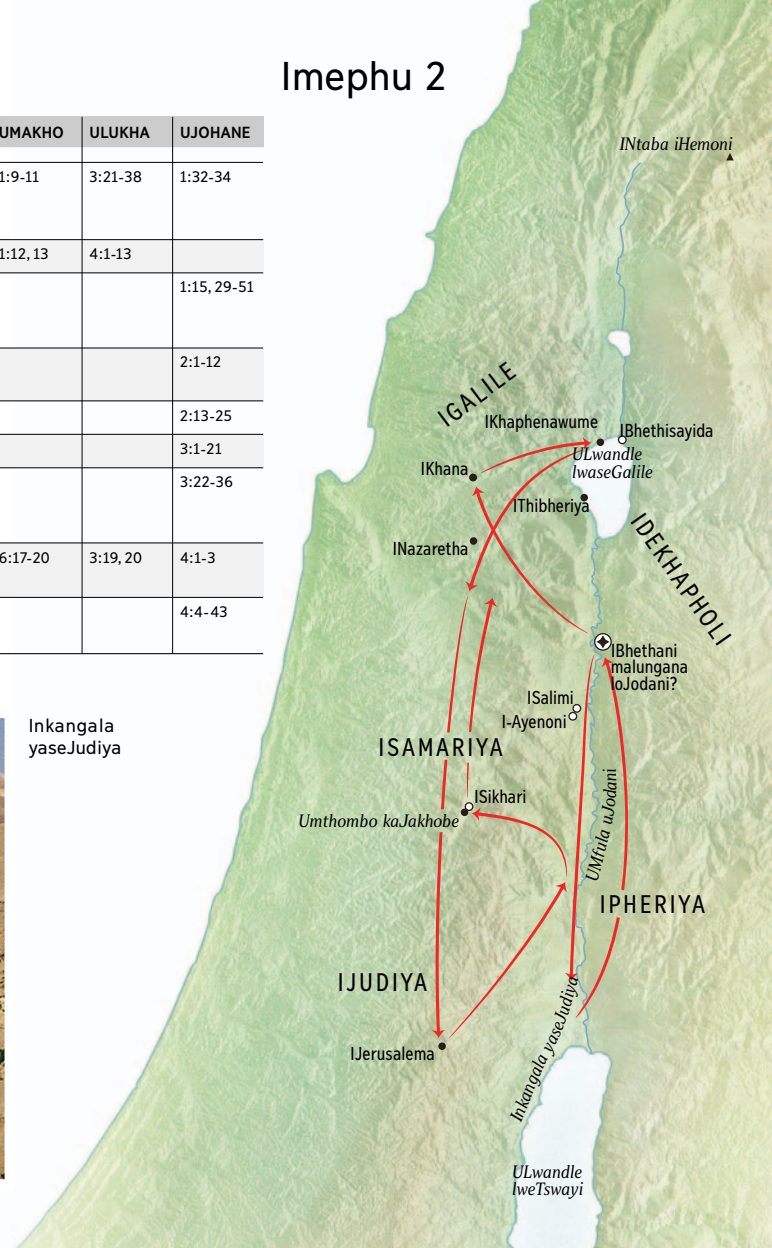 Imephu 2
UMAKHO ULUKHA UJOHANE
1:9-11 3:21-38 1:32-34
1:12, 13 4:1-13
1:15, 29-51
2:1-12
2:13-25
3:1-21
3:22-36
6:17-20 3:19, 20 4:1-3
4:4-43
Inkangala
yaseJudiya
INtaba iHemoni
IGALILE
IKhaphenawume
IBhethisayida
ULwandle
lwaseGalile
IKhana
IThibheriya
INazaretha
IDEKHAPHOLI
IBhethani
malungana
loJodani?
ISalimi
I-Ayenoni
ISAMARIYA
ISikhari
Umthombo kaJakhobe
UMfula uJodani
IPHERIYA
IJUDIYA
IJerusalema
Inkangala yaseJudiya
ULwandle
lweTswayi